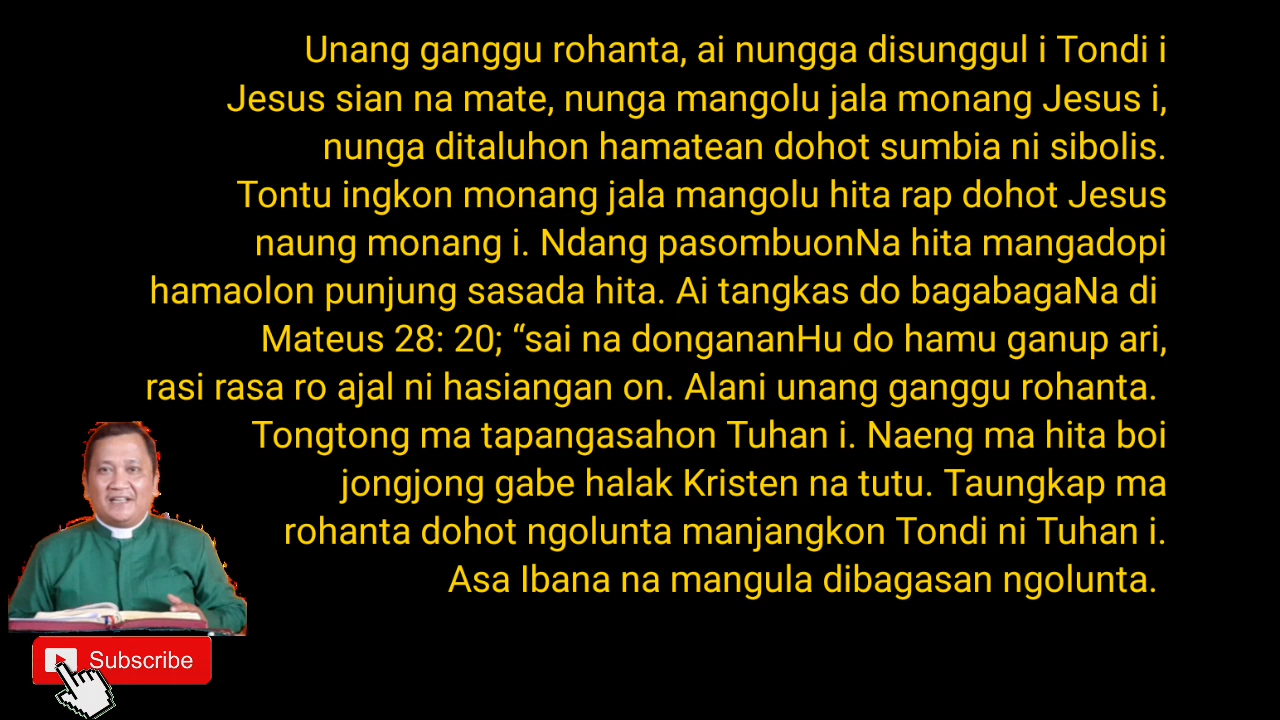 Unang ganggu rohanta, ai nungga disunggul i Tondi i
Jesus sian na mate, nunga mangolu jala monang Jesus i,
nunga ditaluhon hamatean dohot sumbia ni sibolis.
Tontu ingkon monang jala mangolu hita rap dohot Jesus
naung monang i. Ndang pasombuonNa hita mangadopi
hamaolon punjung sasada hita. Ai tangkas do bagabagaNa di
Mateus 28: 20; “sai na dongananHu do hamu ganup ari,
rasi rasa ro ajal ni hasiangan on. Alani unang ganggu rohanta.
Tongtong ma tapangasahon Tuhan i. Naeng ma hita boi
jongjong gabe halak Kristen na tutu. Taungkap ma
rohanta dohot ngolunta manjangkon Tondi ni Tuhan i.
Asa Ibana na mangula dibagasan ngolunta.
Subscribe